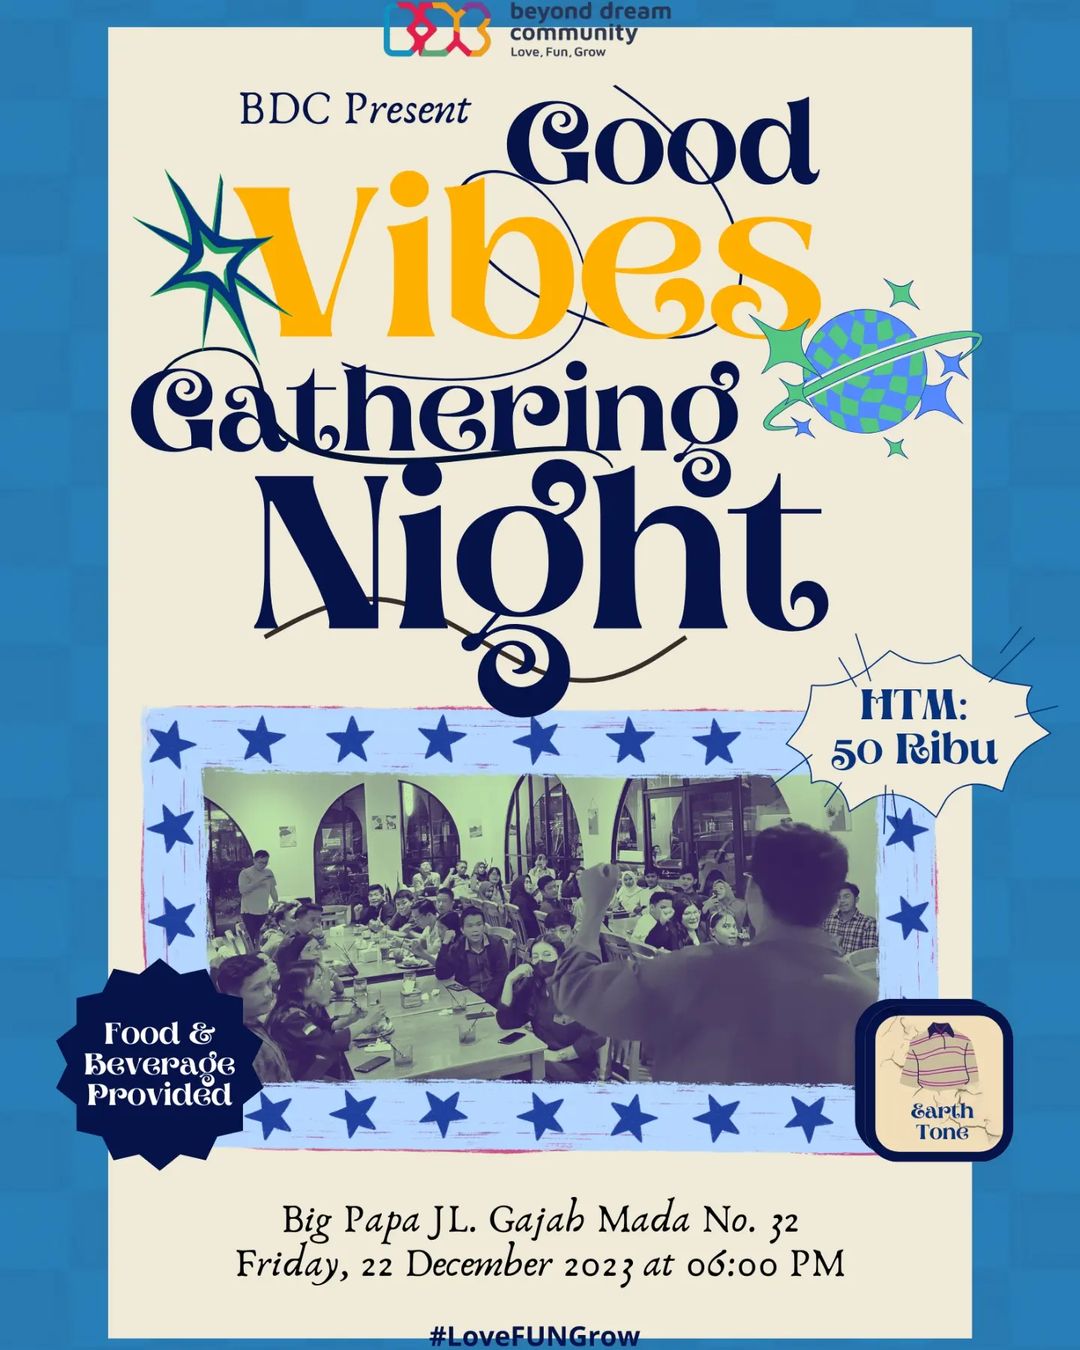 beyond dream
community
Love, Fun, Grow
BDC Present
Good
Vibes
Gathering
Night
HTM:
50 Ribu
Food &
Beverage
Provided
Earth
Tone
Big Papa JL. Gajah Mada No. 32
Friday, 22 December 2023 at 06:00 PM
#LoveFUNGrow